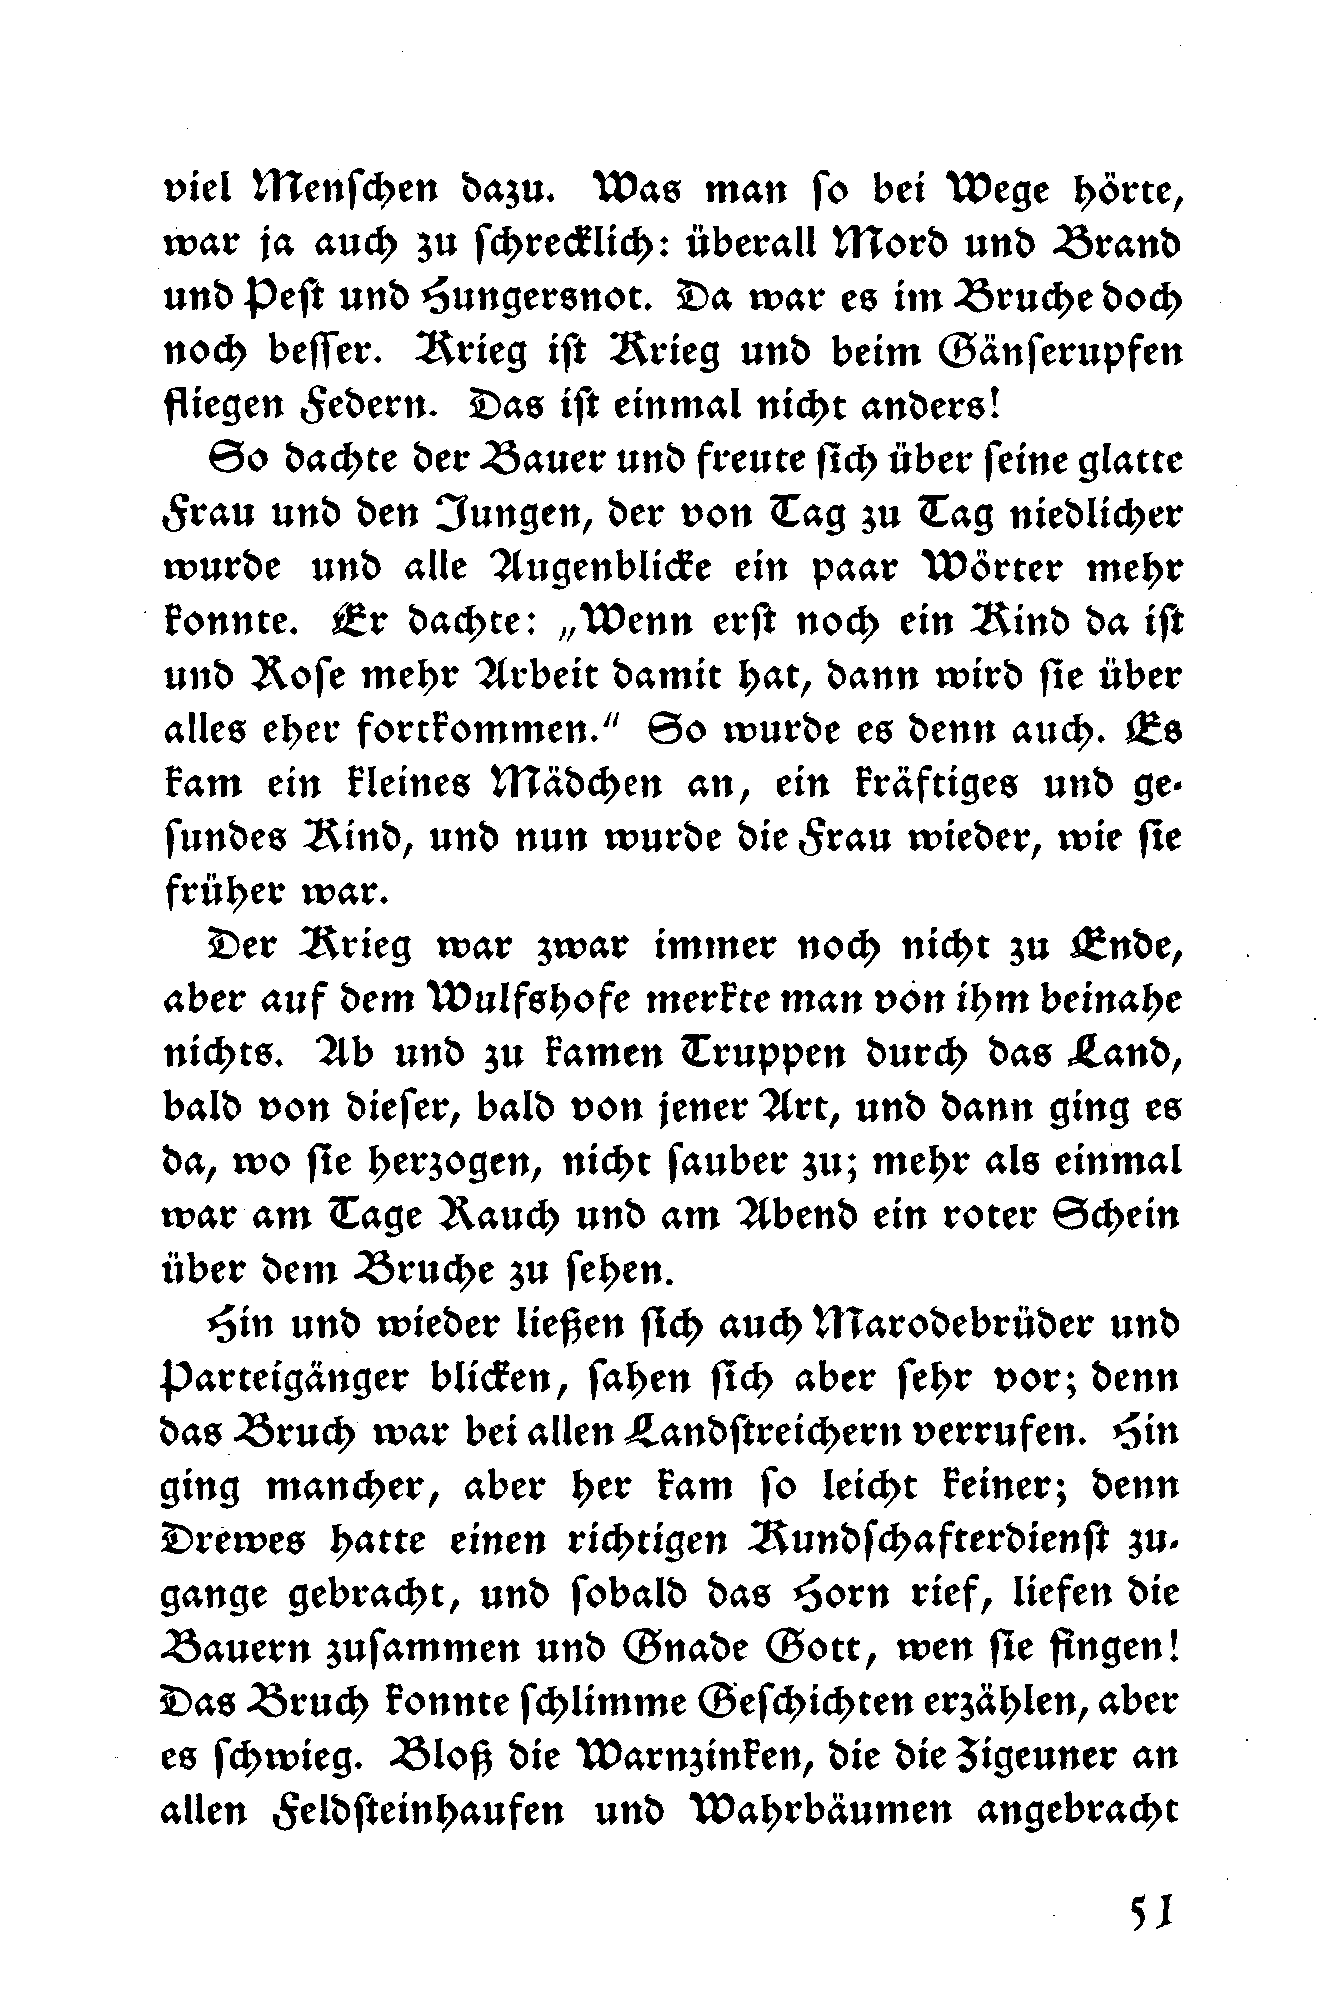 viel Menschen dazu. Was man so bei Wege hörte,
war ja auch zu schrecklich: überall Mord und Brand
und Pest und Hungersnot. Da war es im Bruche doch
noch besser. Krieg ist Krieg und beim Gänserupfen
fliegen Federn. Das ist einmal nicht anders!
So dachte der Bauer und freute sich über seine glatte
Frau und den Jungen, der von Tag zu Tag niedlicher
wurde und alle Augenblicke ein paar Wörter mehr
konnte. Er dachte: „Wenn erst noch ein Kind da ist
und Rose mehr Arbeit damit hat, dann wird sie über
alles eher fortkommen.“ So wurde es denn auch. Es
kam ein kleines Mädchen an, ein kräftiges und ge-
sundes Kind, und nun wurde die Frau wieder, wie sie
früher war.
Der Krieg war zwar immer noch nicht zu Ende,
aber auf dem Wulfshofe merkte man von ihm beinahe
nichts. Ab und zu kamen Truppen durch das Land,
bald von dieser, bald von jener Art, und dann ging es
da, wo sie herzogen, nicht sauber zu; mehr als einmal
war am Tage Rauch und am Abend ein roter Schein
über dem Bruche zu sehen.
Hin und wieder ließen sich auch Marodebrüder und
Parteigänger blicken, sahen sich aber sehr vor; denn
das Bruch war bei allen Landstreichern verrufen. Hin
ging mancher, aber her kam so leicht keiner; denn
Drewes hatte einen richtigen Kundschafterdienst zu-
gange gebracht, und sobald das Horn rief, liefen die
Bauern zusammen und Gnade Gott, wen sie fingen!
Das Bruch konnte schlimme Geschichten erzählen, aber
es schwieg. Bloß die Warnzinken, die die Zigeuner an
allen Feldsteinhaufen und Wahrbäumen angebracht
51